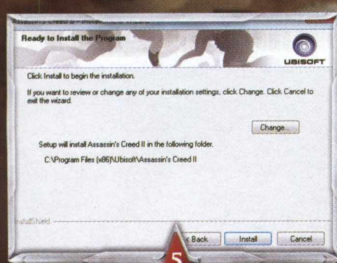 Ready to Install the Program
UBISOFT
Click Install to begin the installation.
If you want to review or change any of your installation settings, click Change. Click Cancel to
exit the wizard.
Change...
Setup will install Assassin's Creed II in the following folder.
C:\Program Files (x86)\Ubisoft\Assassin's Creed II
InstallShield
Back
Install
Cancel
5